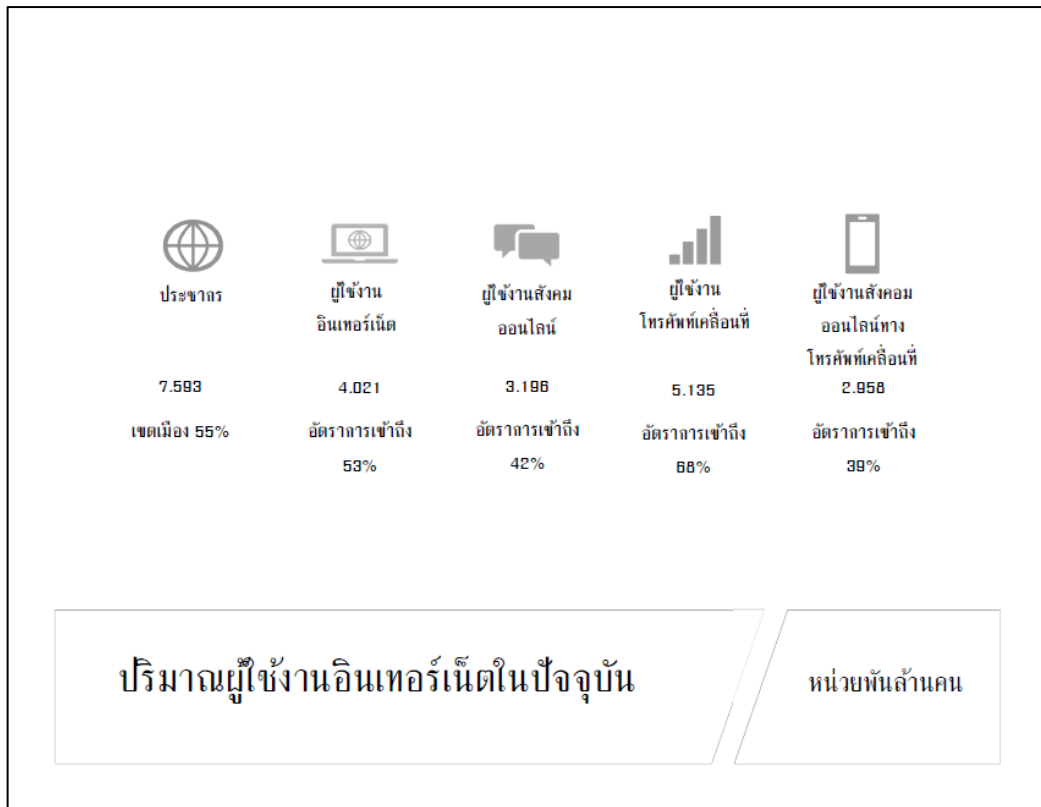 ประชากร
7.593
เขตเมือง 55%
ผู้ใช้งาน
อินเทอร์เน็ต
4.021
อัตราการเข้าถึง
53%
ผู้ใช้งานสังคม
ออนไลน์
3.196
อัตราการเข้าถึง
42%
ผู้ใช้งาน
โทรศัพท์เคลื่อนที่
5.135
อัตราการเข้าถึง
68%
ผู้ใช้งานสังคอม
ออนไลน์ทาง
โทรศัพท์เคลื่อนที่
2.958
อัตราการเข้าถึง
39%
ปริมาณผู้ใช้งานอินเทอร์เน็ตในปัจจุบัน
หน่วยพันล้านคน